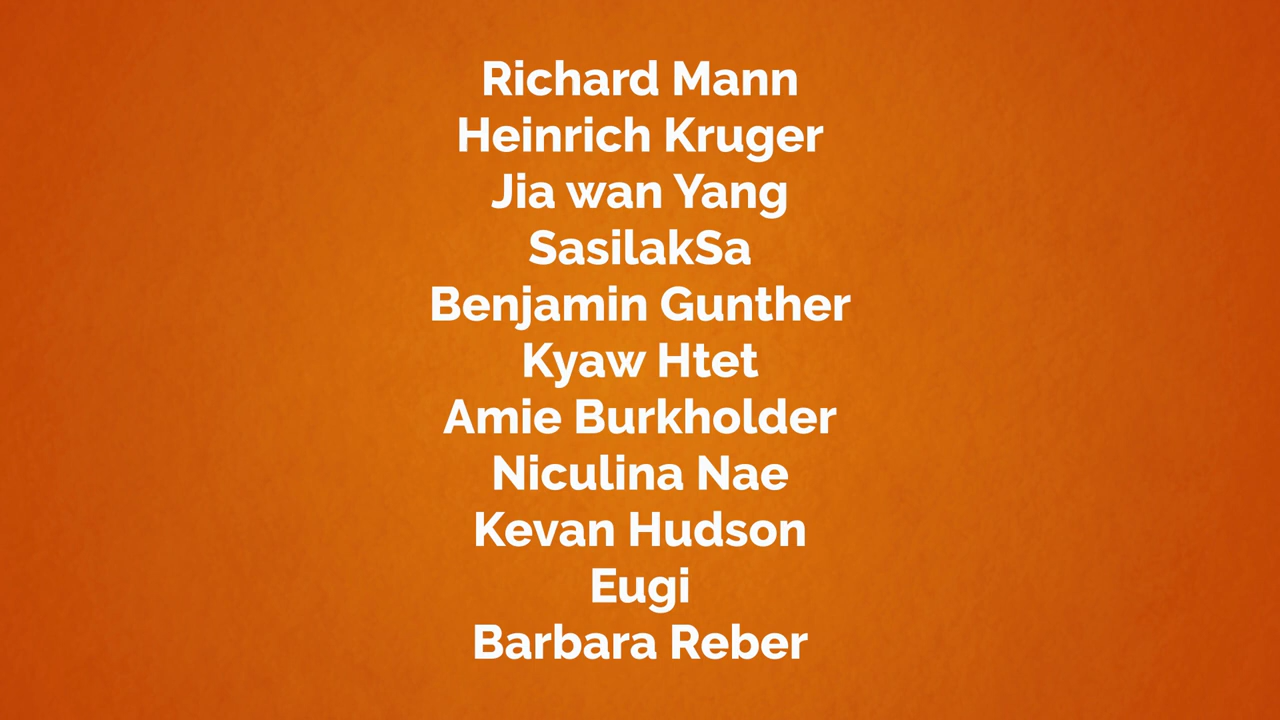 Richard Mann
Heinrich Kruger
Jia wan Yang
SasilakSa
Benjamin Gunther
Kyaw Htet
Amie Burkholder
Niculina Nae
Kevan Hudson
Eugi
Barbara Reber